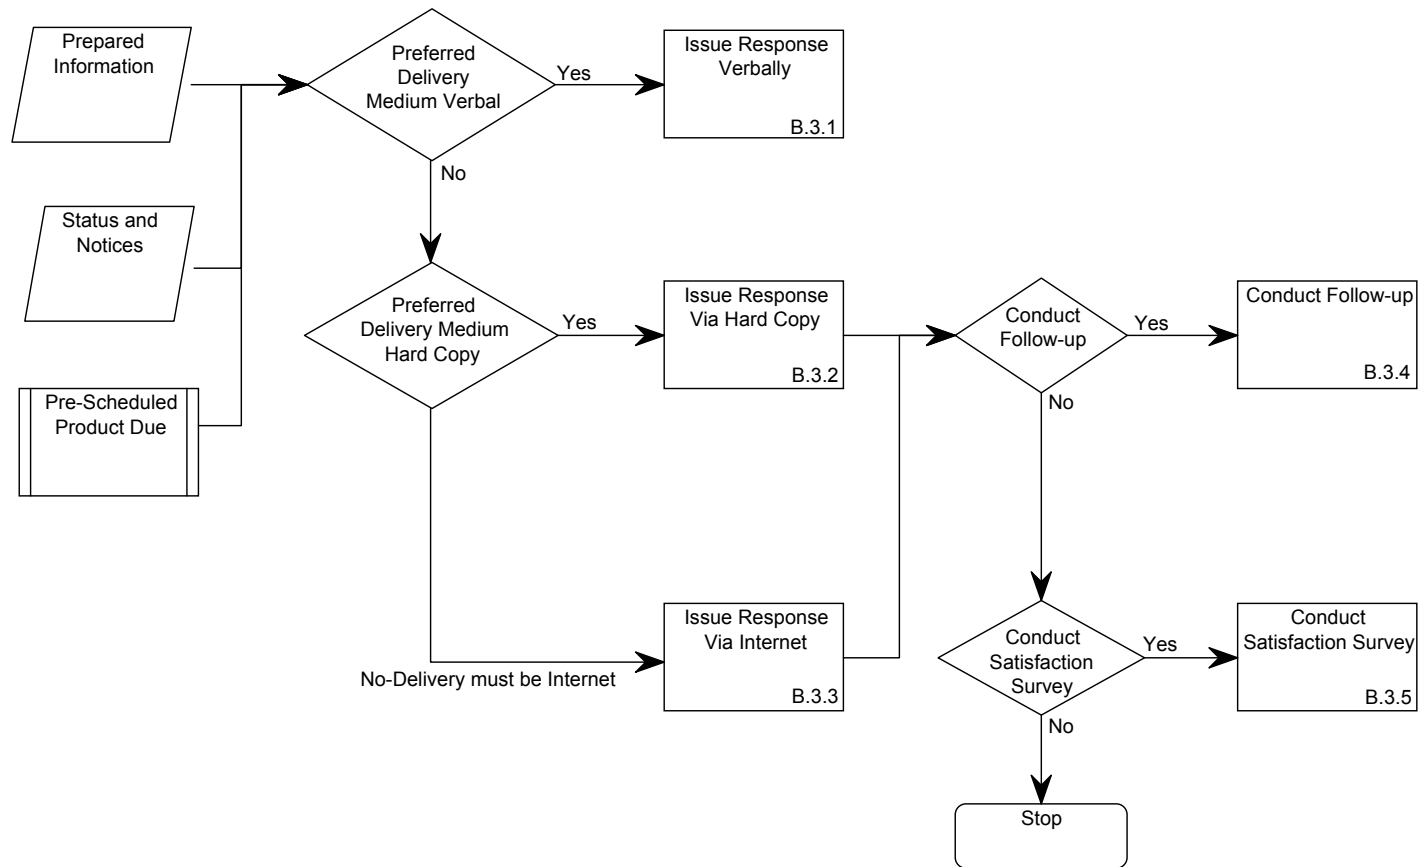 Prepared
Information
Preferred
Delivery
Medium Verbal
Yes
Issue Response
Verbally
B.3.1
No
Status and
Notices
Preferred
Delivery Medium
Hard Copy
Yes
Issue Response
Via Hard Copy
B.3.2
Conduct
Follow-up
Yes
Conduct Follow-up
B.3.4
No
Pre-Scheduled
Product Due
No-Delivery must be Internet
Issue Response
Via Internet
B.3.3
Conduct
Satisfaction
Survey
Yes
Conduct
Satisfaction Survey
B.3.5
No
Stop